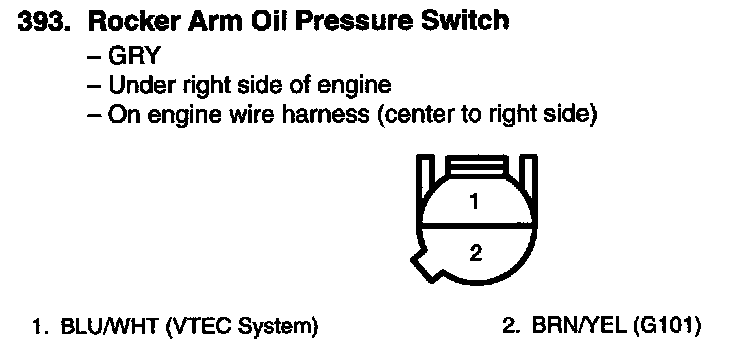 393. Rocker Arm Oil Pressure Switch
– GRY
– Under right side of engine
– On engine wire harness (center to right side)
1
2
1. BLU/WHT (VTEC System)
2. BRN/YEL (G101)